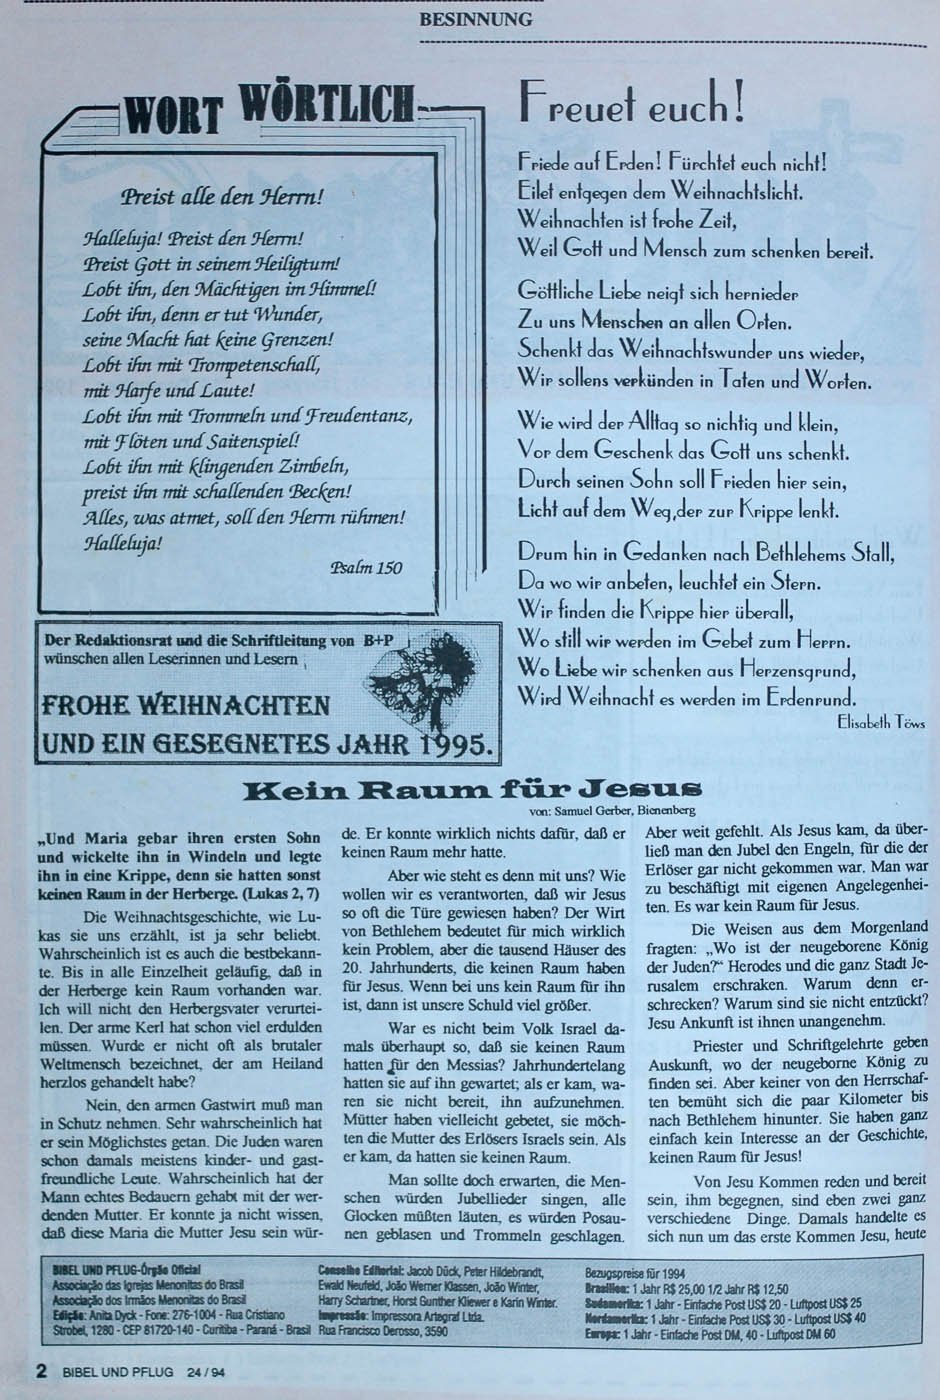 BESINNUNG
WORT WÖRTLICH
Preist alle den Herrn!
Halleluja! Preist den Herrn!
Preist Gott in seinem Heiligtum!
Lobt ihn, den Mächtigen im Himmel!
Lobt ihn, denn er tut Wunder,
seine Macht hat keine Grenzen!
Lobt ihn mit Trompetenschall,
mit Harfe und Laute!
Lobt ihn mit Trommeln und Freudentanz,
mit Flöten und Saitenspiel!
Lobt ihn mit klingenden Zimbeln,
preist ihn mit schallenden Becken!
Alles, was atmet, soll den Herrn rühmen!
Halleluja!
Psalm 150
Der Redaktionsrat und die Schriftleitung von B+P
wünschen allen Leserinnen und Lesern
FROHE WEIHNACHTEN
UND EIN GESEGNETES JAHR 1995.
Freuet euch!
Friede auf Erden! Fürchtet euch nicht!
Eilet entgegen dem Weihnachtslicht.
Weihnachten ist frohe Zeit,
Weil Gott und Mensch zum schenken bereit.
Göttliche Liebe neigt sich hernieder
Zu uns Menschen an allen Orten.
Schenkt das Weihnachtswunder uns wieder,
Wir sollens verkünden in Taten und Worten.
Wie wird der Alltag so nichtig und klein,
Vor dem Geschenk das Gott uns schenkt.
Durch seinen Sohn soll Frieden hier sein,
Licht auf dem Weg,der zur Krippe lenkt.
Drum hin in Gedanken nach Bethlehems Stall,
Da wo wir anbeten, leuchtet ein Stern.
Wir finden die Krippe hier überall,
Wo still wir werden im Gebet zum Herrn.
Wo Liebe wir schenken aus Herzensgrund,
Wird Weihnacht es werden im Erdenrund.
Elisabeth Töws
Kein Raum für Jesus
von: Samuel Gerber, Bienenberg
„Und Maria gebar ihren ersten Sohn
und wickelte ihn in Windeln und legte
ihn in eine Krippe, denn sie hatten sonst
keinen Raum in der Herberge. (Lukas 2, 7)
Die Weihnachtsgeschichte, wie Lu-
kas sie uns erzählt, ist ja sehr beliebt.
Wahrscheinlich ist es auch die bestbekann-
te. Bis in alle Einzelheit geläufig, daß in
der Herberge kein Raum vorhanden war.
Ich will nicht den Herbergsvater verurtei-
len. Der arme Kerl hat schon viel erdulden
müssen. Wurde er nicht oft als brutaler
Weltmensch bezeichnet, der am Heiland
herzlos gehandelt habe?
Nein, den armen Gastwirt muß man
in Schutz nehmen. Sehr wahrscheinlich hat
er sein Möglichstes getan. Die Juden waren
schon damals meistens kinder- und gast-
freundliche Leute. Wahrscheinlich hat der
Mann echtes Bedauern gehabt mit der wer-
denden Mutter. Er konnte ja nicht wissen,
daß diese Maria die Mutter Jesu sein wür-
de. Er konnte wirklich nichts dafür, daß er
keinen Raum mehr hatte.
Aber wie steht es denn mit uns? Wie
wollen wir es verantworten, daß wir Jesus
so oft die Türe gewiesen haben? Der Wirt
von Bethlehem bedeutet für mich wirklich
kein Problem, aber die tausend Häuser des
20. Jahrhunderts, die keinen Raum haben
für Jesus. Wenn bei uns kein Raum für ihn
ist, dann ist unsere Schuld viel größer.
War es nicht beim Volk Israel da-
mals überhaupt so, daß sie keinen Raum
hatten für den Messias? Jahrhundertelang
hatten sie auf ihn gewartet; als er kam, wa-
ren sie nicht bereit, ihn aufzunehmen.
Mütter haben vielleicht gebetet, sie möch-
ten die Mutter des Erlösers Israels sein. Als
er kam, da hatten sie keinen Raum.
Man sollte doch erwarten, die Men-
schen würden Jubellieder singen, alle
Glocken müßten läuten, es würden Posau-
nen geblasen und Trommeln geschlagen.
Aber weit gefehlt. Als Jesus kam, da über-
ließ man den Jubel den Engeln, für die der
Erlöser gar nicht gekommen war. Man war
zu beschäftigt mit eigenen Angelegenhei-
ten. Es war kein Raum für Jesus.
Die Weisen aus dem Morgenland
fragten: „Wo ist der neugeborene König
der Juden?“ Herodes und die ganz Stadt Je-
rusalem erschraken. Warum denn er-
schrecken? Warum sind sie nicht entzückt?
Jesu Ankunft ist ihnen unangenehm.
Priester und Schriftgelehrte geben
Auskunft, wo der neugeborne König zu
finden sei. Aber keiner von den Herrschaf-
ten bemüht sich die paar Kilometer bis
nach Bethlehem hinunter. Sie haben ganz
einfach kein Interesse an der Geschichte,
keinen Raum für Jesus!
Von Jesu Kommen reden und bereit
sein, ihm begegnen, sind eben zwei ganz
verschiedene Dinge. Damals handelte es
sich nun um das erste Kommen Jesu, heute
BIBEL UND PFLUG-Órgão Oficial
Associação das Igrejas Menonitas do Brasil
Associação dos Irmãos Menonitas do Brasil
Edição: Anita Dyck - Fone: 276-1004 - Rua Cristiano
Strobel, 1280 - CEP 81720-140 - Curitiba - Paraná - Brasil
Conselho Editorial: Jacob Dück, Peter Hildebrandt,
Ewald Neufeld, João Werner Klassen, João Winter,
Harry Schartner, Horst Gunther Kliewer e Karin Winter.
Impressão: Impressora Artegraf Ltda.
Rua Francisco Derosso, 3590
Bezugspreise für 1994
Brasilien: 1 Jahr R$ 25,00 1/2 Jahr R$ 12,50
Sudamerika: 1 Jahr - Einfache Post US$ 20 - Luftpost US$ 25
Nordamerika: 1 Jahr - Einfache Post US$ 30 - Luftpost US$ 40
Europa: 1 Jahr - Einfache Post DM, 40 - Luftpost DM 60
2 BIBEL UND PFLUG 24 / 94